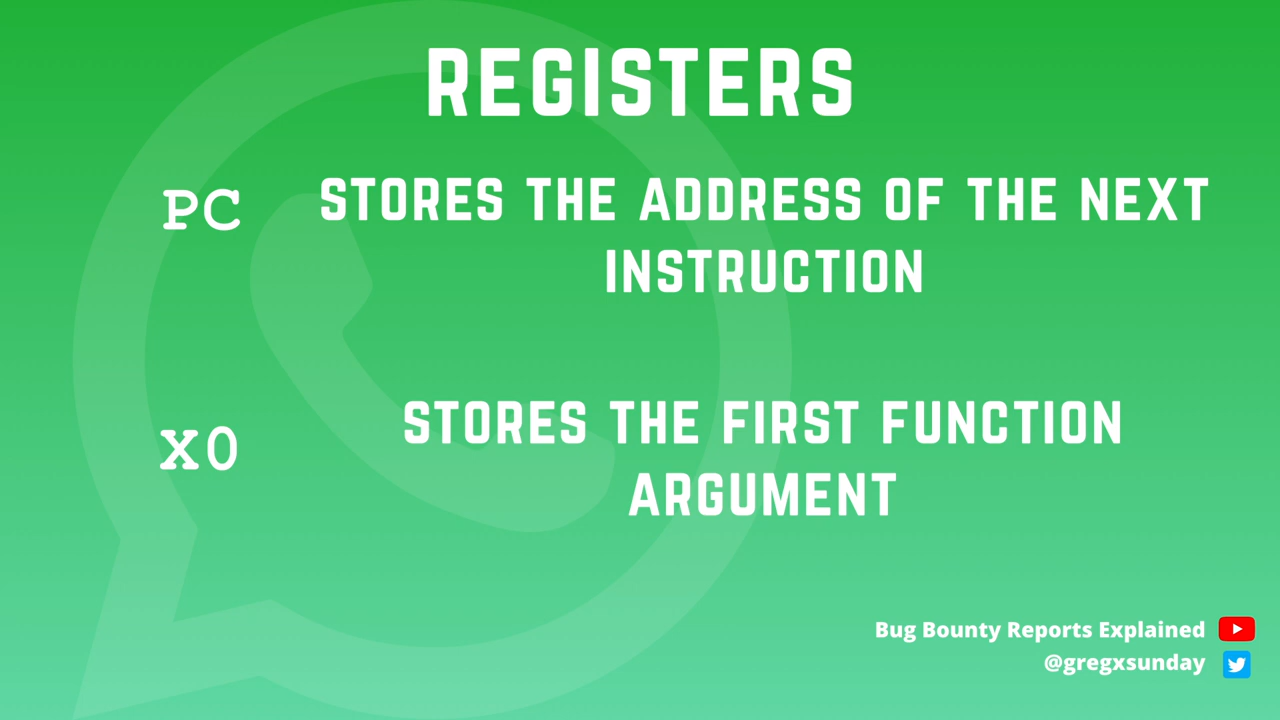 REGISTERS
PC
STORES THE ADDRESS OF THE NEXT
INSTRUCTION
X0
STORES THE FIRST FUNCTION
ARGUMENT
Bug Bounty Reports Explained
@gregxsunday